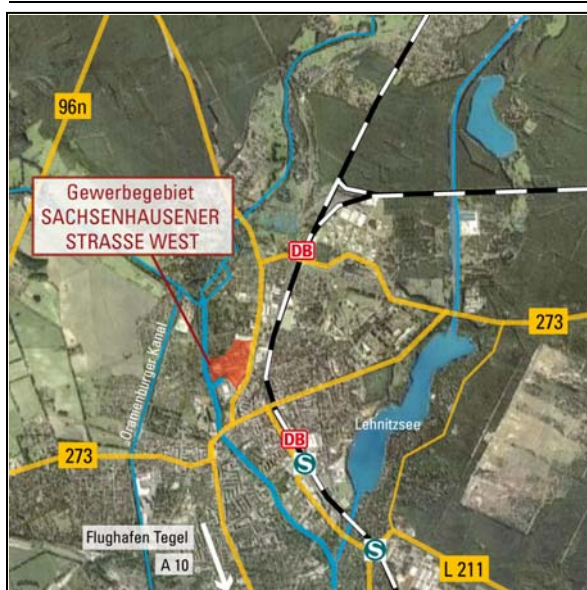 96n
Gewerbegebiet
SACHSENHAUSENER
STRASSE WEST
DB
273
Oranienburger Kanal
Lehnitzsee
DB
S
273
Flughafen Tegel
A 10
S
L 211